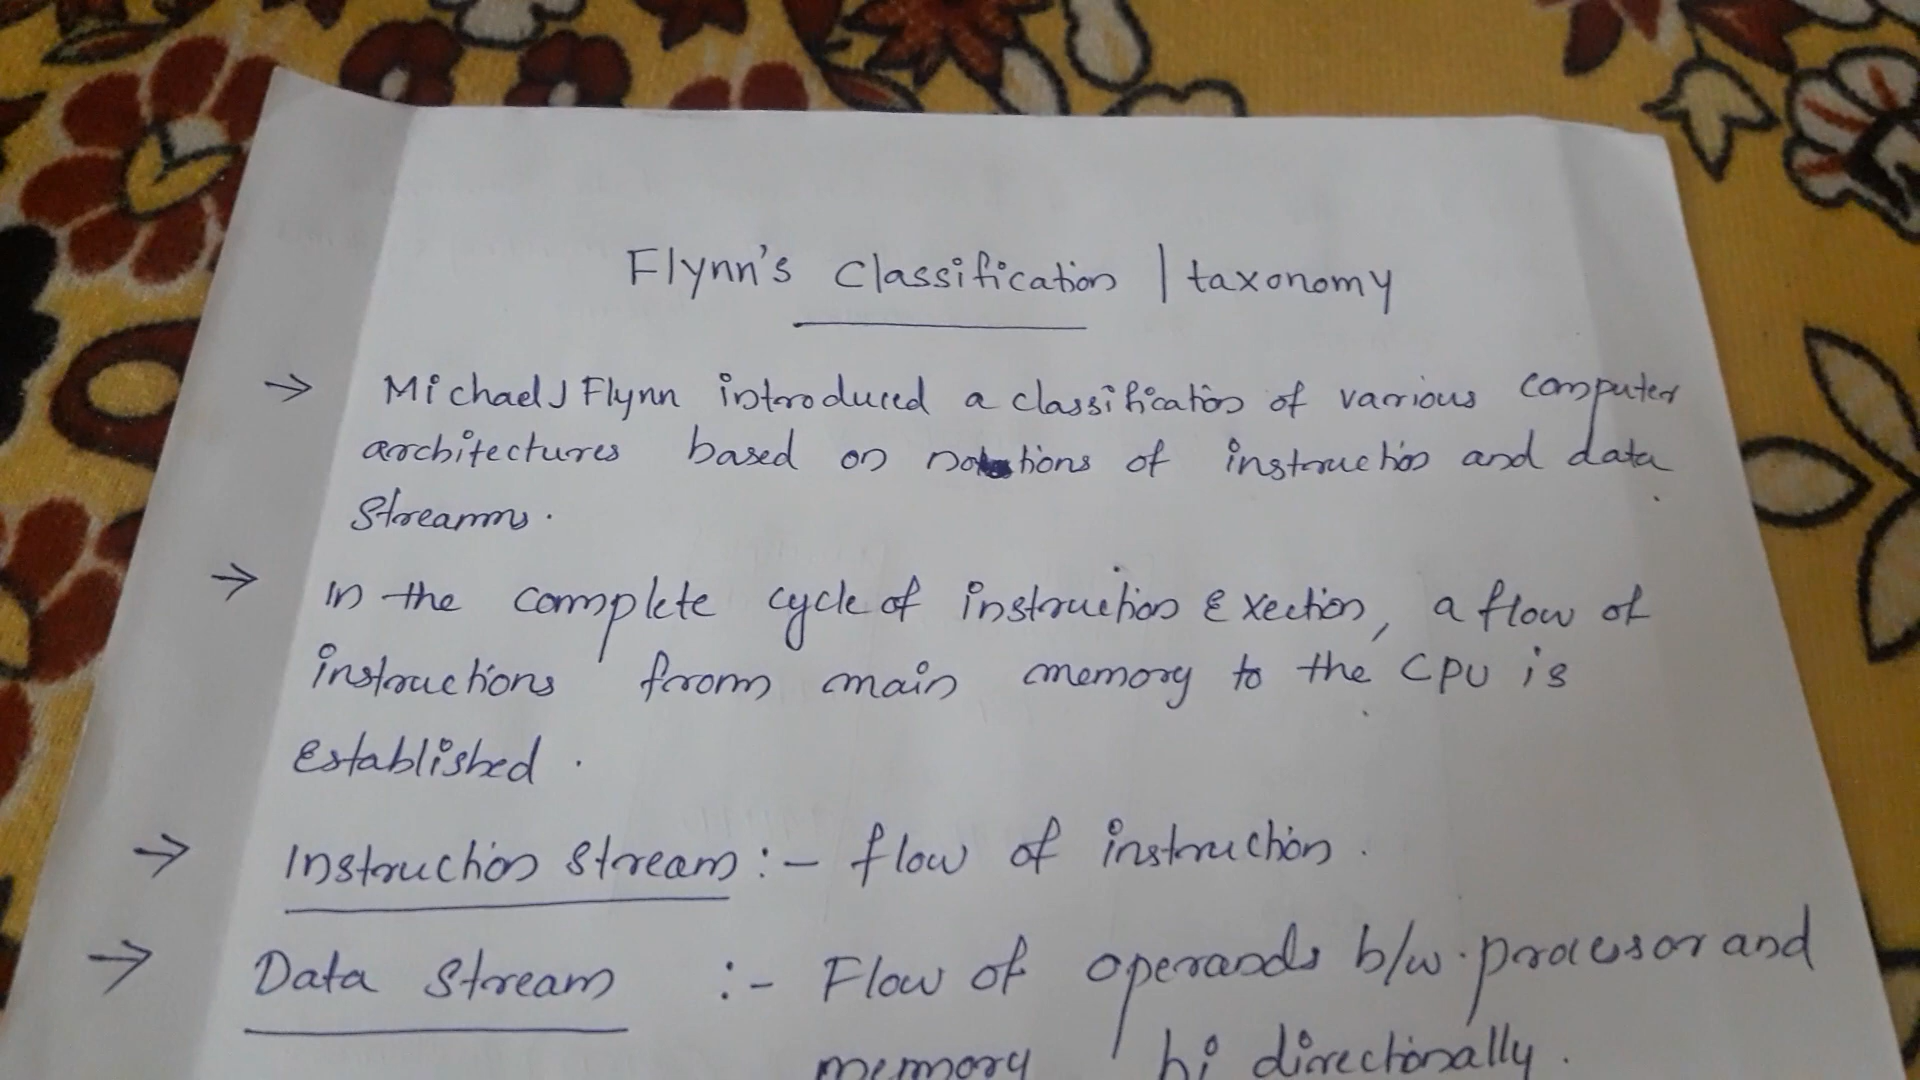 Flynn's Classification | taxonomy
→ Michael J Flynn introduced a classification of various computer
architectures based on notations of instruction and data
streams.
→ In the complete cycle of instruction Exection, a flow of
instructions from main memory to the CPU is
established.
→ Instruction Stream :- flow of instruction.
→ Data Stream :- Flow of operands b/w processor and
memory bi directionally.